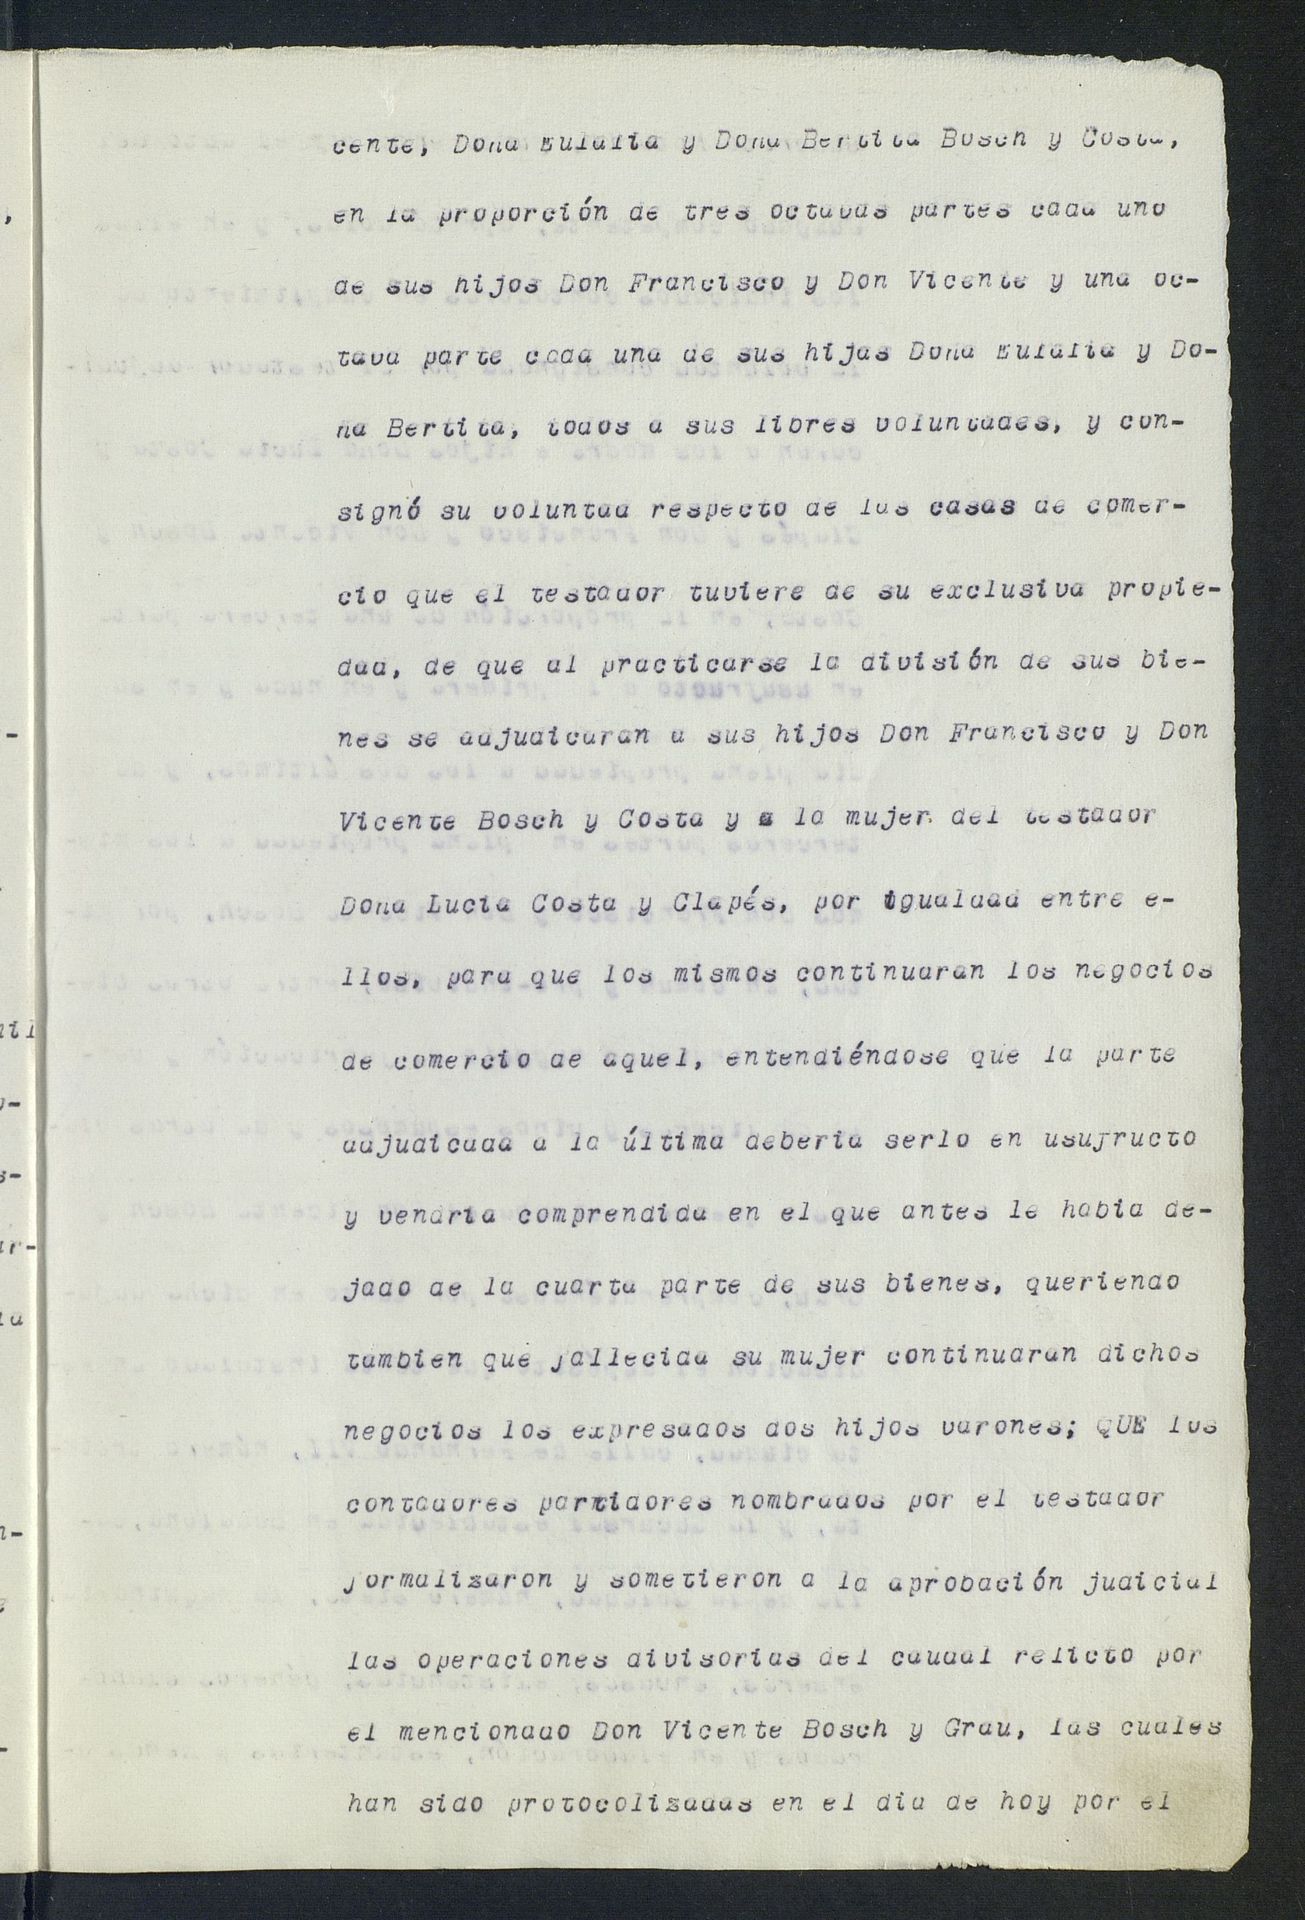 cente, Doña Eulalia y Doña Bertita Bosch y Costa,
en la proporción de tres octavas partes cada uno
de sus hijos Don Francisco y Don Vicente y una oc-
tava parte cada una de sus hijas Doña Eulalia y Do-
ña Bertita, todos a sus libres voluntades, y con-
signó su voluntad respecto de las casas de comer-
cio que el testador tuviere de su exclusiva propie-
dad, de que al practicarse la división de sus bie-
nes se adjudicaran a sus hijos Don Francisco y Don
Vicente Bosch y Costa y a la mujer del testador
Doña Lucia Costa y Clapés, por igualdad entre e-
llos, para que los mismos continuaran los negocios
de comercio de aquel, entendiéndose que la parte
adjudicada a la última deberia serlo en usufructo
y vendria comprendida en el que antes le habia de-
jado de la cuarta parte de sus bienes, queriendo
tambien que fallecida su mujer continuaran dichos
negocios los expresados dos hijos varones; QUE los
contadores partidores nombrados por el testador
formalizaron y sometieron a la aprobación judicial
las operaciones divisorias del caudal relicto por
el mencionado Don Vicente Bosch y Grau, las cuales
han sido protocolizadas en el dia de hoy por el